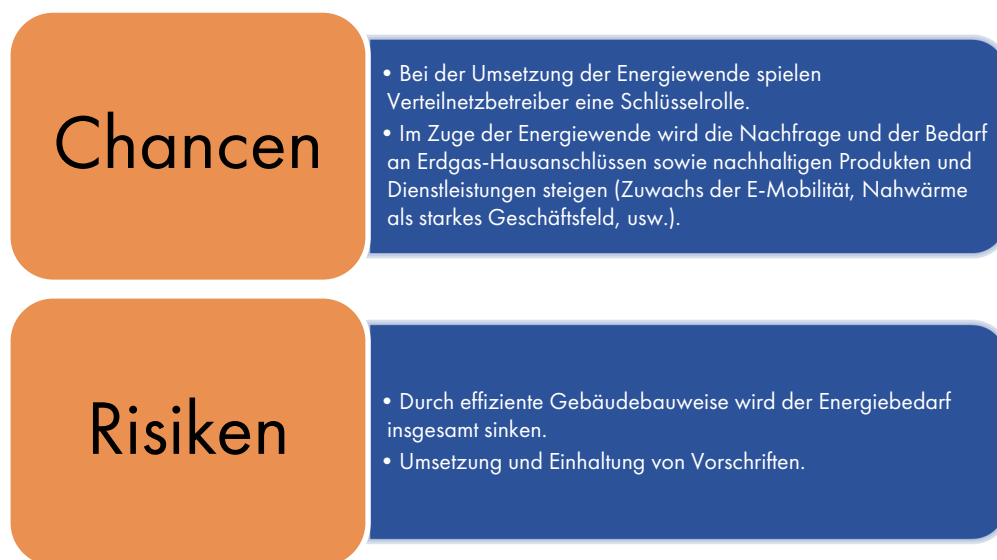 Chancen
• Bei der Umsetzung der Energiewende spielen
Verteilnetzbetreiber eine Schlüsselrolle.
• Im Zuge der Energiewende wird die Nachfrage und der Bedarf
an Erdgas-Hausanschlüssen sowie nachhaltigen Produkten und
Dienstleistungen steigen (Zuwachs der E-Mobilität, Nahwärme
als starkes Geschäftsfeld, usw.).
Risiken
• Durch effiziente Gebäudebauweise wird der Energiebedarf
insgesamt sinken.
• Umsetzung und Einhaltung von Vorschriften.